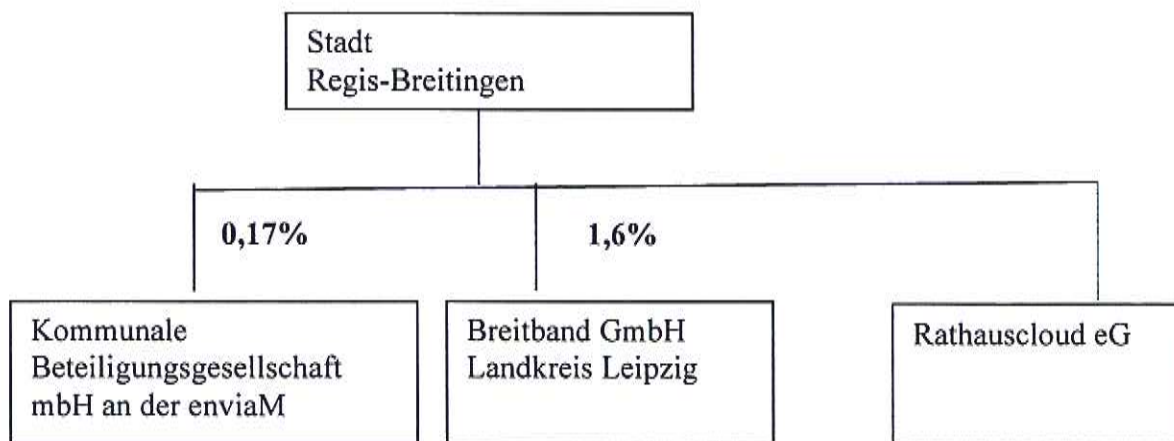 Stadt
Regis-Breitingen
0,17%
1,6%
Kommunale
Beteiligungsgesellschaft
mbH an der enviaM
Breitband GmbH
Landkreis Leipzig
Rathauscloud eG